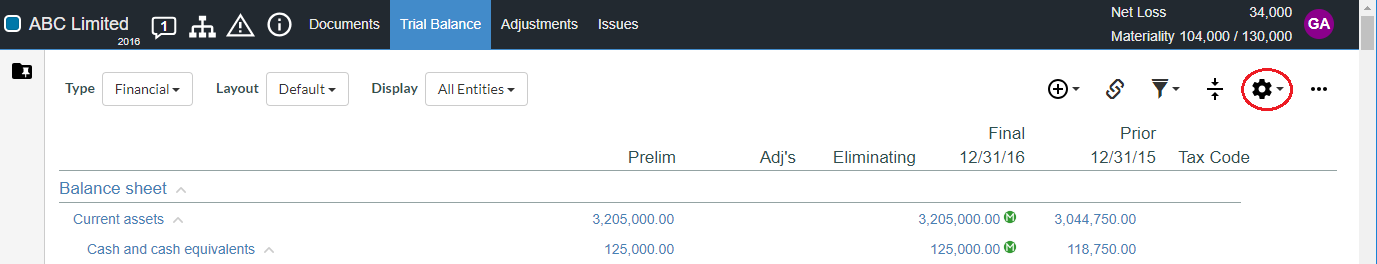 ABC Limited 1 Documents Trial Balance Adjustments Issues Net Loss 34,000 GA
2016 Materiality 104,000 / 130,000
Type Financial Layout Default Display All Entities
Final Prior
Prelim Adj's Eliminating 12/31/16 12/31/15 Tax Code
Balance sheet
Current assets 3,205,000.00 3,205,000.00 M 3,044,750.00
Cash and cash equivalents 125,000.00 125,000.00 M 118,750.00